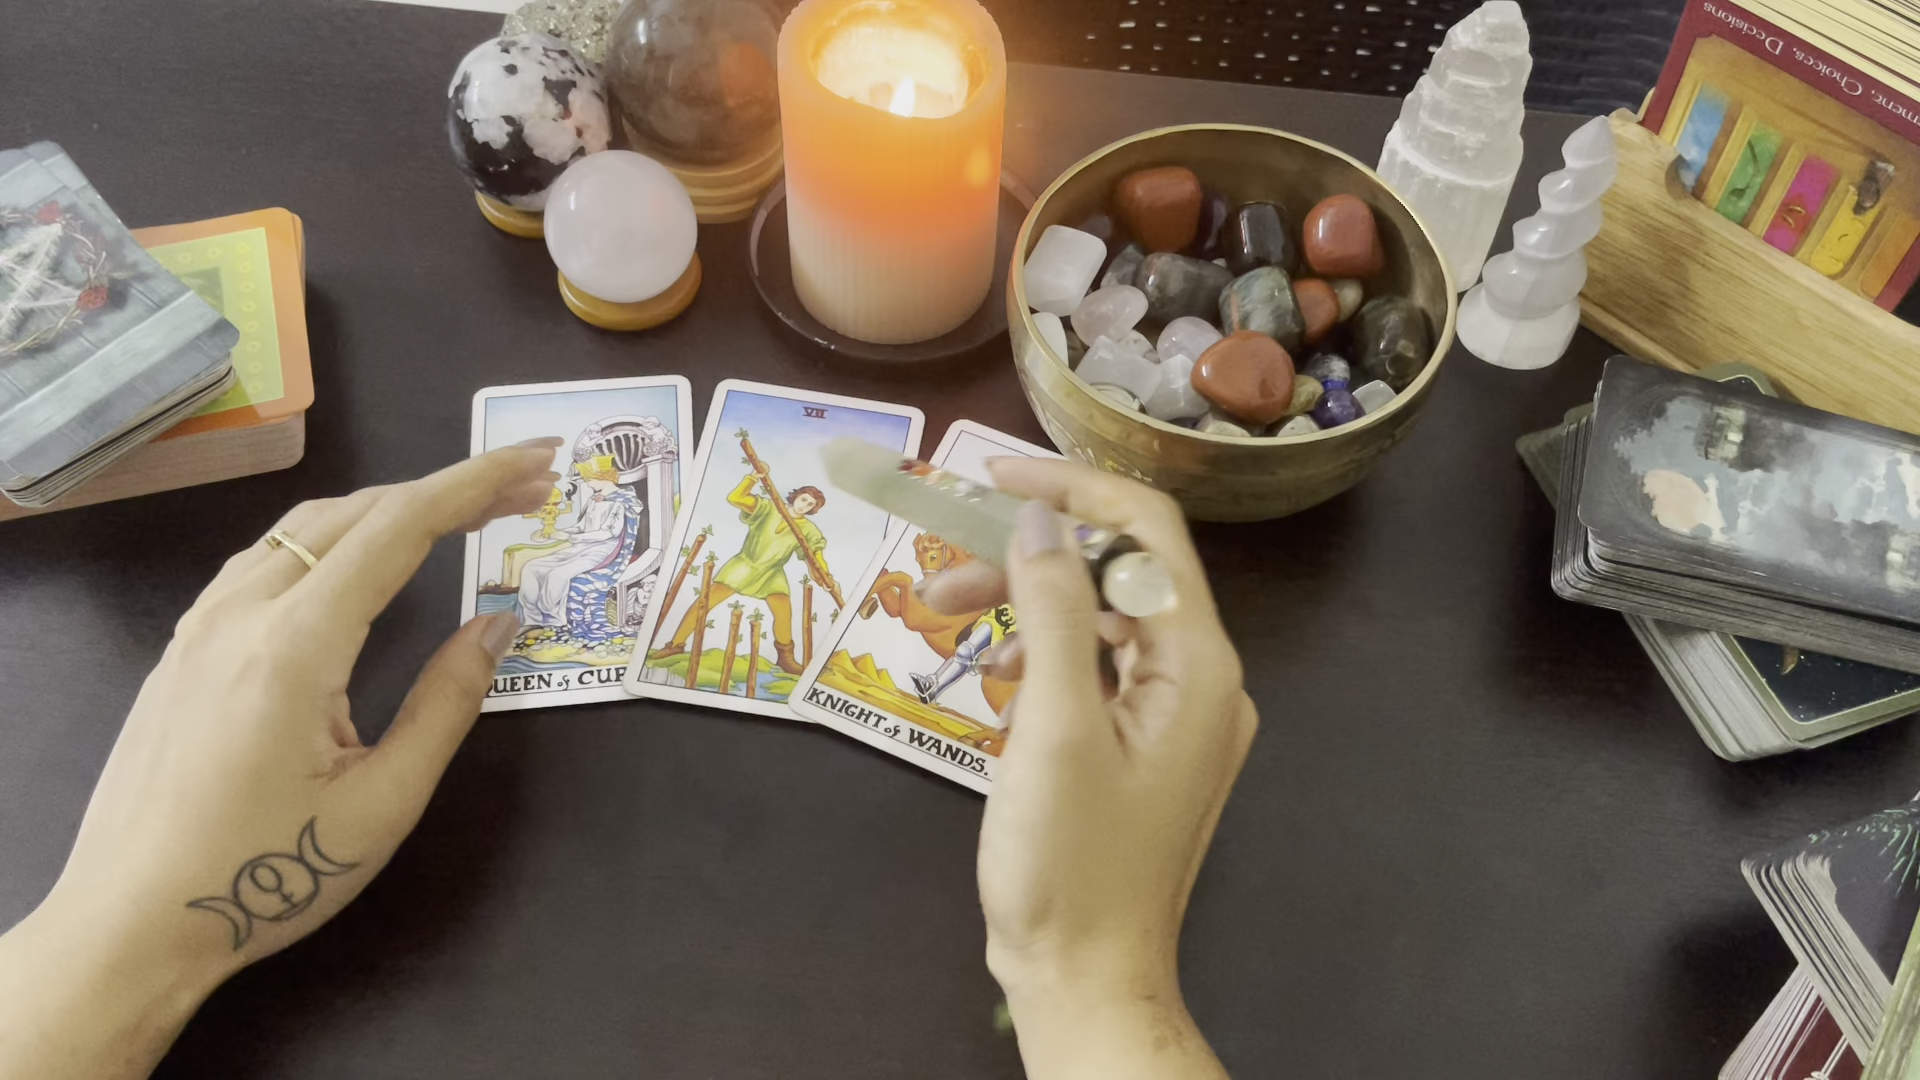 ment, Choices, Decisions
VII
QUEEN of CUP
KNIGHT of WANDS.